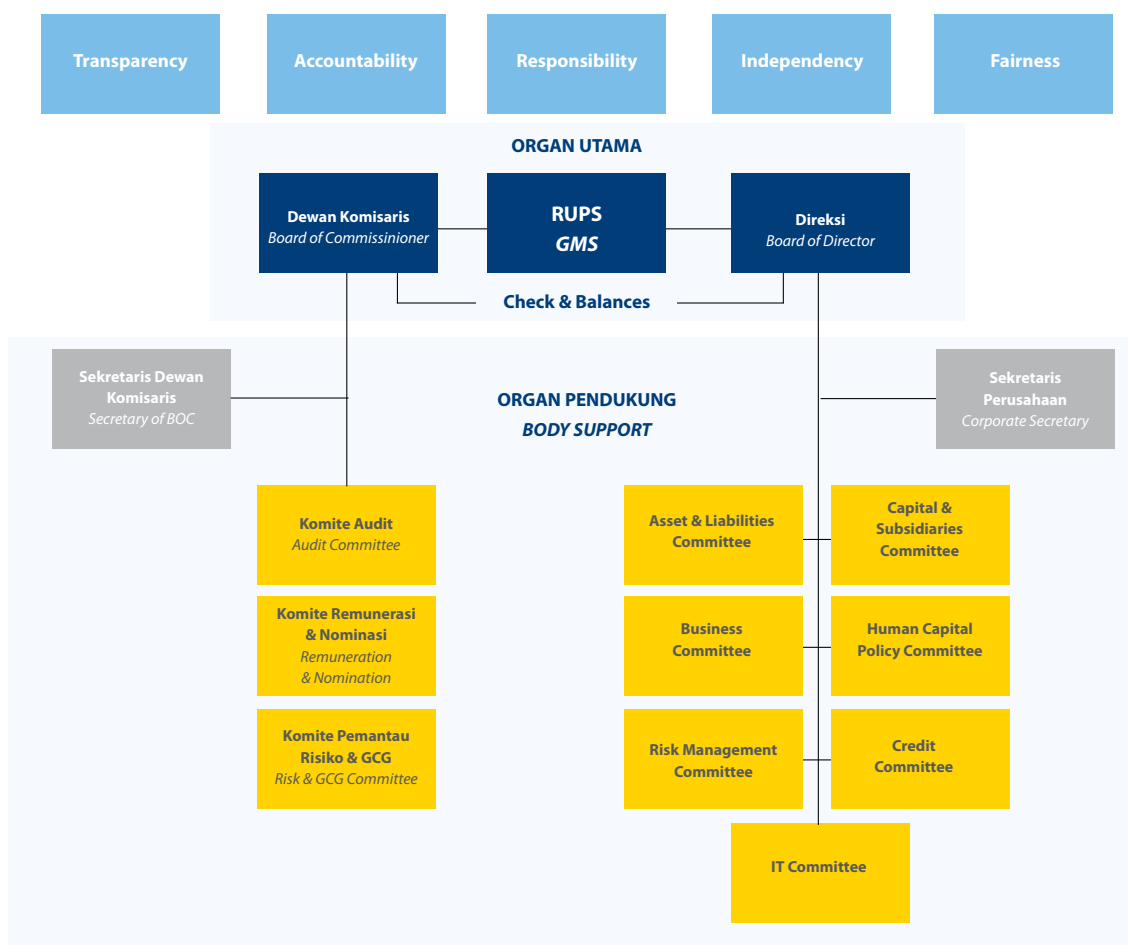 Transparency
Accountability
Responsibility
Independency
Fairness
ORGAN UTAMA
Dewan Komisaris
Board of Commissinioner
RUPS
GMS
Direksi
Board of Director
Check & Balances
Sekretaris Dewan
Komisaris
Secretary of BOC
ORGAN PENDUKUNG
BODY SUPPORT
Sekretaris
Perusahaan
Corporate Secretary
Komite Audit
Audit Committee
Komite Remunerasi
& Nominasi
Remuneration
& Nomination
Komite Pemantau
Risiko & GCG
Risk & GCG Committee
Asset & Liabilities
Committee
Capital &
Subsidiaries
Committee
Business
Committee
Human Capital
Policy Committee
Risk Management
Committee
Credit
Committee
IT Committee